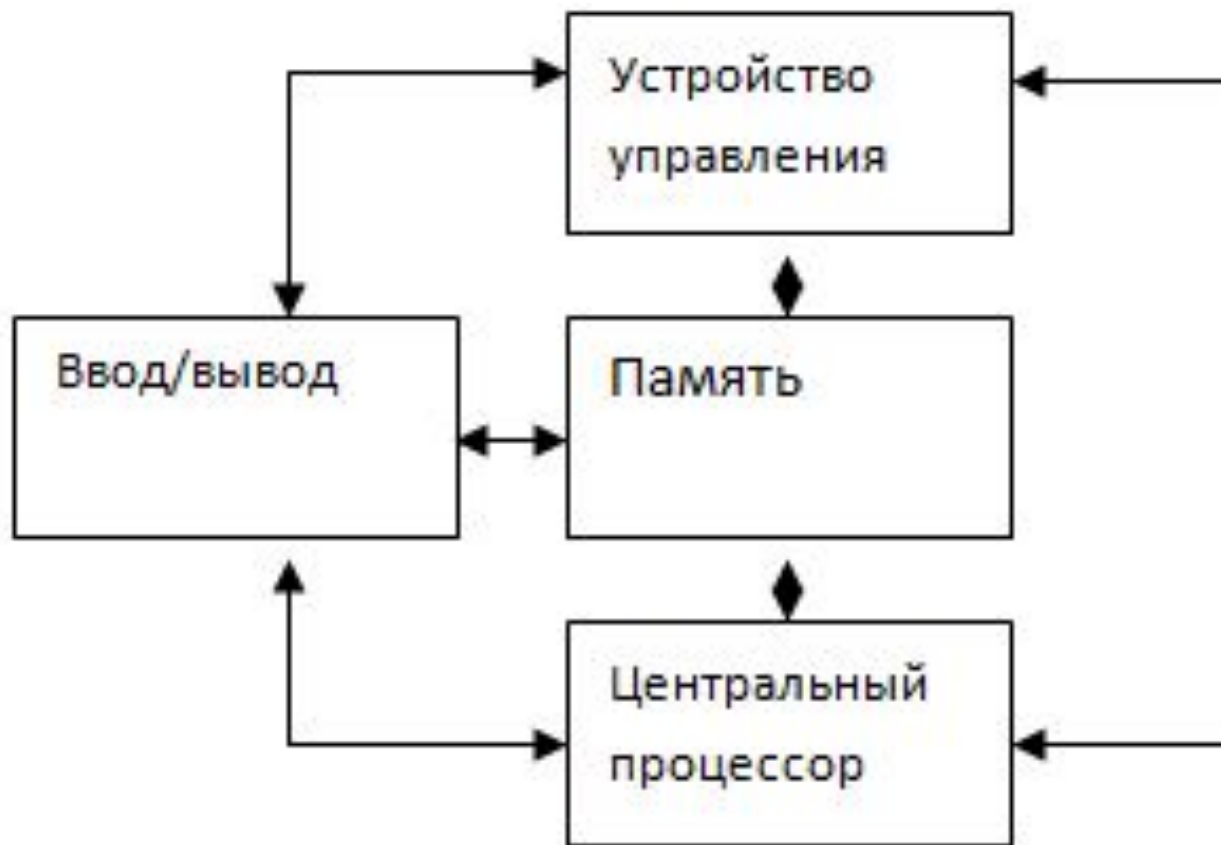 Устройство
управления
Ввод/вывод
Память
Центральный
процессор